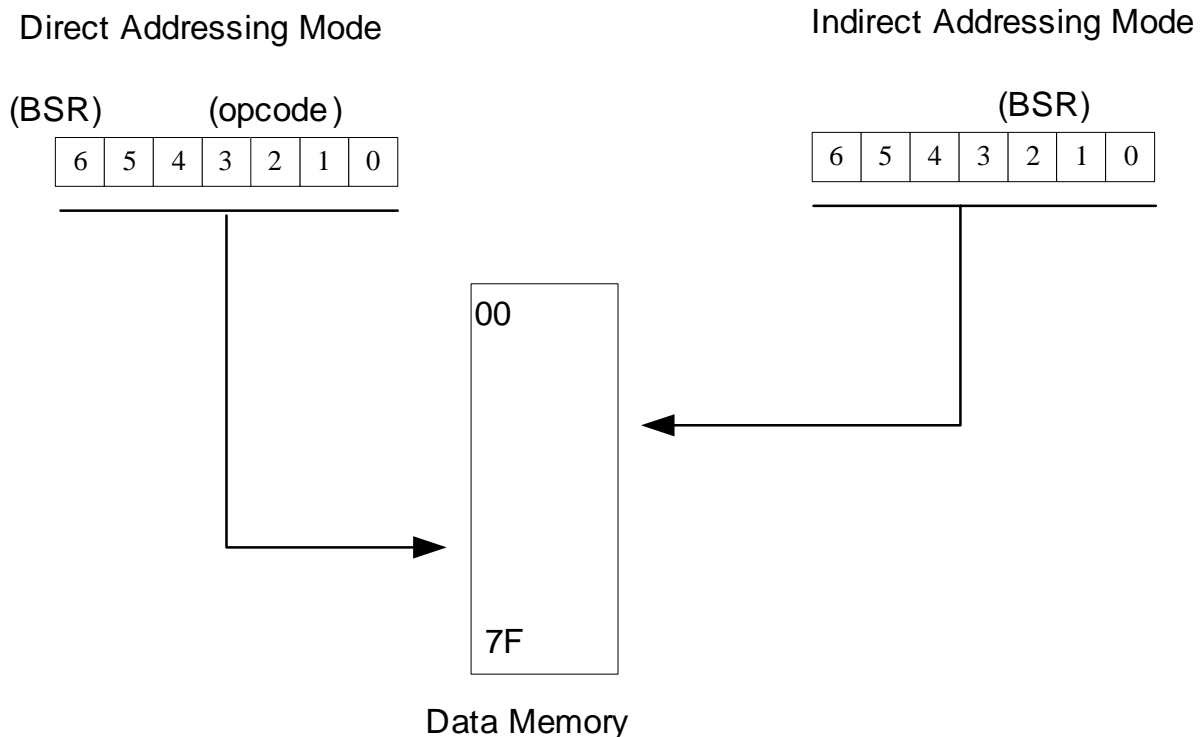 Direct Addressing Mode
Indirect Addressing Mode
(BSR) (opcode)
6 5 4 3 2 1 0
(BSR)
6 5 4 3 2 1 0
00
7F
Data Memory